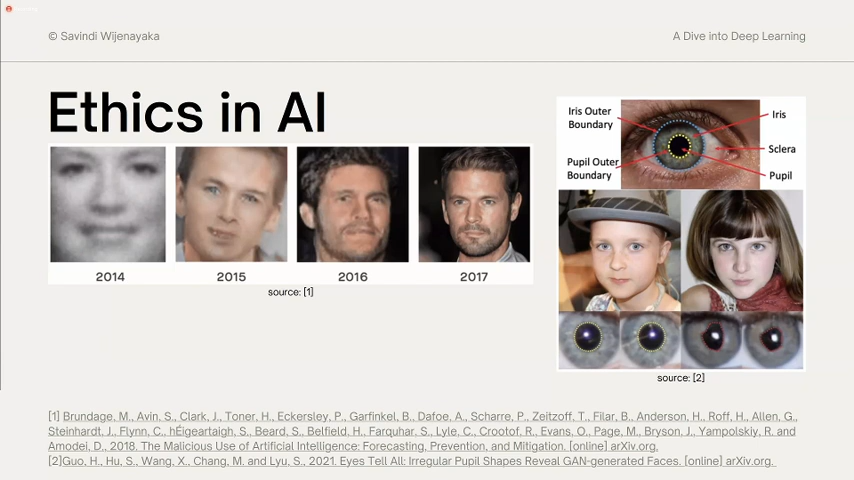 © Savindi Wijenayaka
A Dive into Deep Learning
Ethics in AI
Iris Outer
Boundary
Iris
Sclera
Pupil Outer
Boundary
Pupil
2014
2015
2016
2017
source: [1]
source: [2]
[1] Brundage, M., Avin, S., Clark, J., Toner, H., Eckersley, P., Garfinkel, B., Dafoe, A., Scharre, P., Zeitzoff, T., Filar, B., Anderson, H., Roff, H., Allen, G.,
Steinhardt, J., Flynn, C., hÉigeartaigh, S., Beard, S., Belfield, H., Farquhar, S., Lyle, C., Crootof, R., Evans, O., Page, M., Bryson, J., Yampolskiy, R. and
Amodei, D., 2018. The Malicious Use of Artificial Intelligence: Forecasting, Prevention, and Mitigation. [online] arXiv.org.
[2]Guo, H., Hu, S., Wang, X., Chang, M. and Lyu, S., 2021. Eyes Tell All: Irregular Pupil Shapes Reveal GAN-generated Faces. [online] arXiv.org.